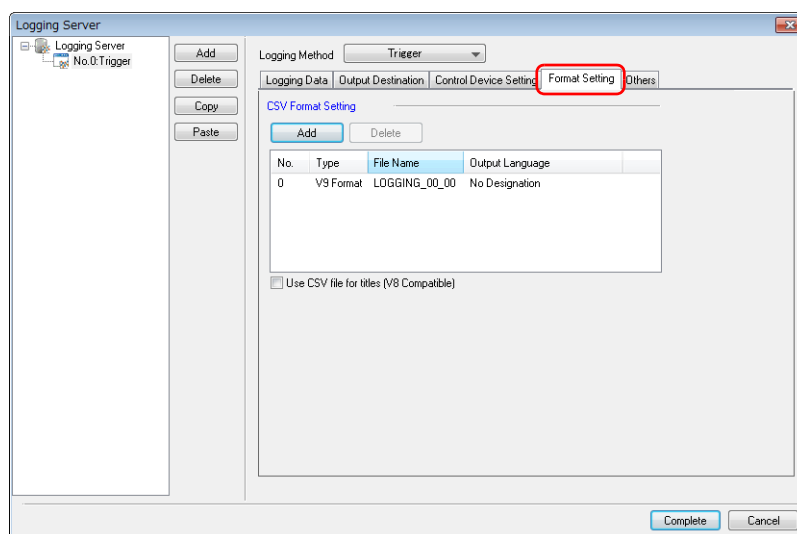 Logging Server
Logging Server
No.0:Trigger
Add
Delete
Copy
Paste
Logging Method Trigger
Logging Data Output Destination Control Device Setting Format Setting Others
CSV Format Setting
Add Delete
No. Type File Name Output Language
0 V9 Format LOGGING_00_00 No Designation
Use CSV file for titles (V8 Compatible)
Complete Cancel